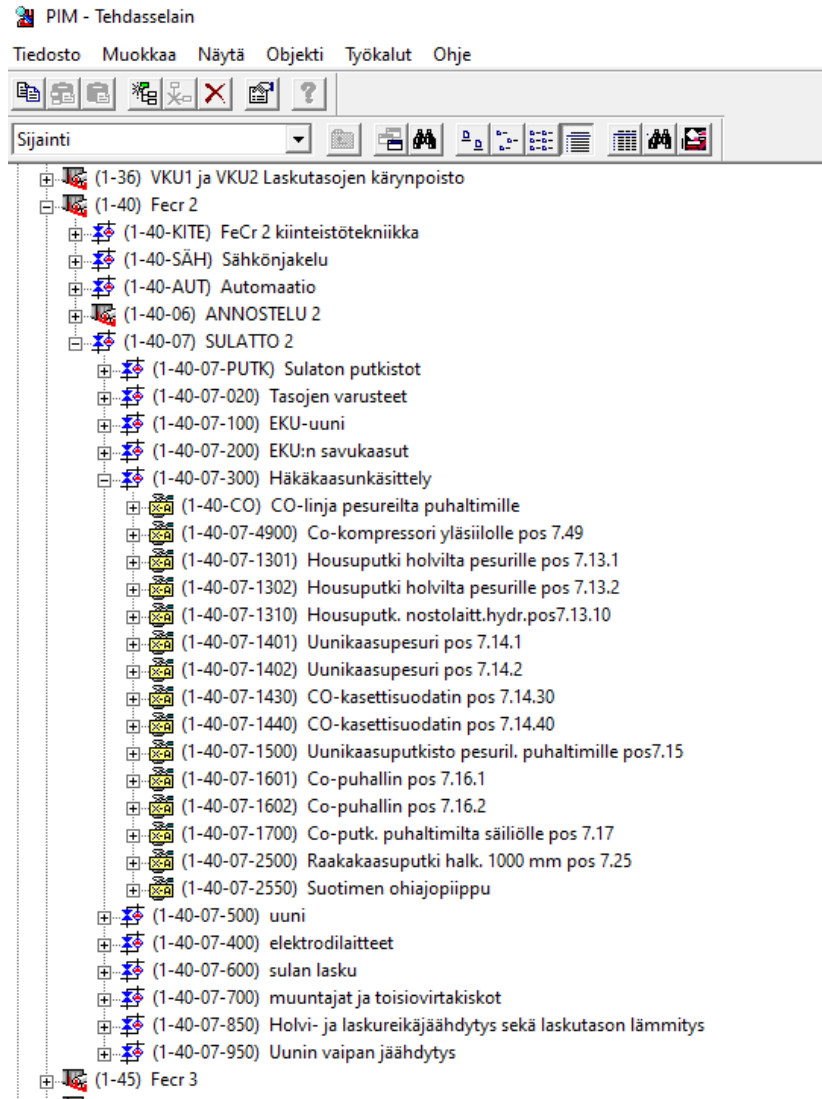 PIM - Tehdasselain
Tiedosto Muokkaa Näytä Objekti Työkalut Ohje
Sijainti
(1-36) VKU1 ja VKU2 Laskutasojen kärynpoisto
(1-40) Fecr 2
(1-40-KITE) FeCr 2 kiinteistötekniikka
(1-40-SÄH) Sähkönjakelu
(1-40-AUT) Automaatio
(1-40-06) ANNOSTELU 2
(1-40-07) SULATTO 2
(1-40-07-PUTK) Sulaton putkistot
(1-40-07-020) Tasojen varusteet
(1-40-07-100) EKU-uuni
(1-40-07-200) EKU:n savukaasut
(1-40-07-300) Häkäkaasunkäsittely
(1-40-CO) CO-linja pesureilta puhaltimille
(1-40-07-4900) Co-kompressori yläsiilolle pos 7.49
(1-40-07-1301) Housuputki holvilta pesurille pos 7.13.1
(1-40-07-1302) Housuputki holvilta pesurille pos 7.13.2
(1-40-07-1310) Housuputk. nostolaitt.hydr.pos7.13.10
(1-40-07-1401) Uunikaasupesuri pos 7.14.1
(1-40-07-1402) Uunikaasupesuri pos 7.14.2
(1-40-07-1430) CO-kasettisuodatin pos 7.14.30
(1-40-07-1440) CO-kasettisuodatin pos 7.14.40
(1-40-07-1500) Uunikaasuputkisto pesuril. puhaltimille pos7.15
(1-40-07-1601) Co-puhallin pos 7.16.1
(1-40-07-1602) Co-puhallin pos 7.16.2
(1-40-07-1700) Co-putk. puhaltimilta säiliölle pos 7.17
(1-40-07-2500) Raakakaasuputki halk. 1000 mm pos 7.25
(1-40-07-2550) Suotimen ohiajopiippu
(1-40-07-500) uuni
(1-40-07-400) elektrodilaitteet
(1-40-07-600) sulan lasku
(1-40-07-700) muuntajat ja toisiovirtakiskot
(1-40-07-850) Holvi- ja laskureikäjäähdytys sekä laskutason lämmitys
(1-40-07-950) Uunin vaipan jäähdytys
(1-45) Fecr 3